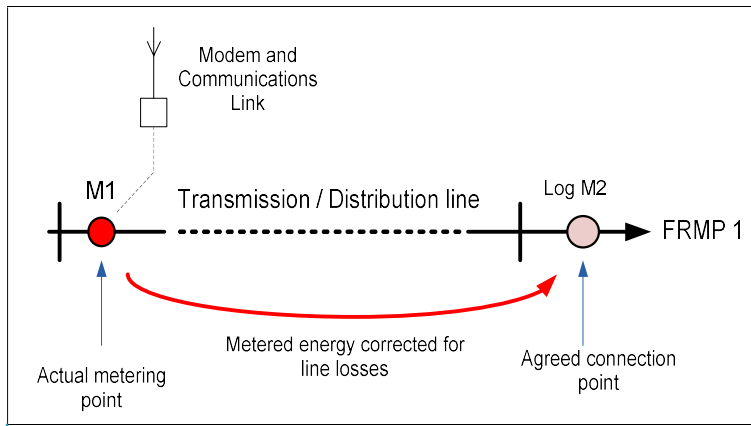 Modem and
Communications
Link
M1
Transmission / Distribution line
Log M2
FRMP 1
Metered energy corrected for
line losses
Actual metering
point
Agreed connection
point